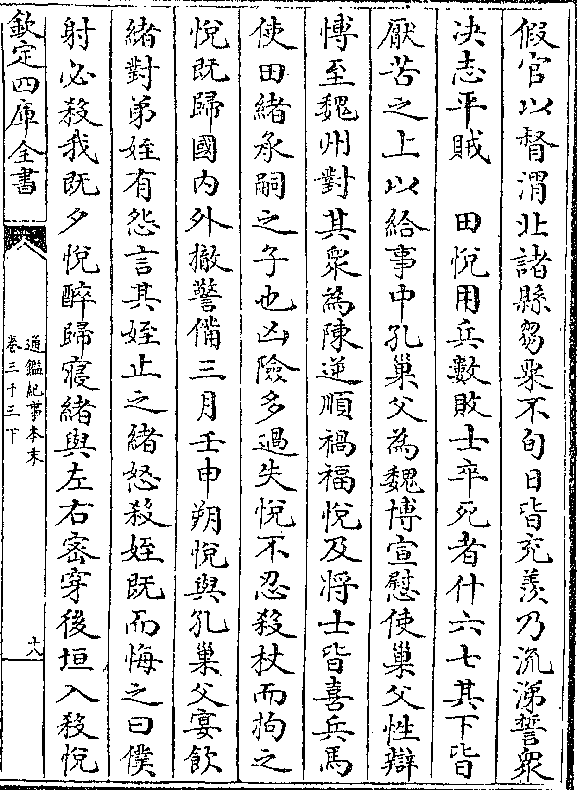 假官以督渭北諸縣芻粟不旬日皆充羨乃流涕誓衆
决志平賊　田悅用兵數敗士卒死者什六七其下皆
厭苦之上以給事中孔巢父為魏博宣慰使巢父性辯
博至魏州對其衆為陳逆順禍福悅及將士皆喜兵馬
使田緒承嗣之子也凶險多過失悅不忍殺杖而拘之
悅既歸國內外撤警備三月壬申朔悅與孔巢父宴飲
緒對弟姪有怨言其姪止之緒怒殺姪既而悔之曰僕
射必殺我既夕悅醉歸寢緒與左右密穿後垣入殺悅
欽定四庫全書
通鑑紀事本末
卷三十三下
十八